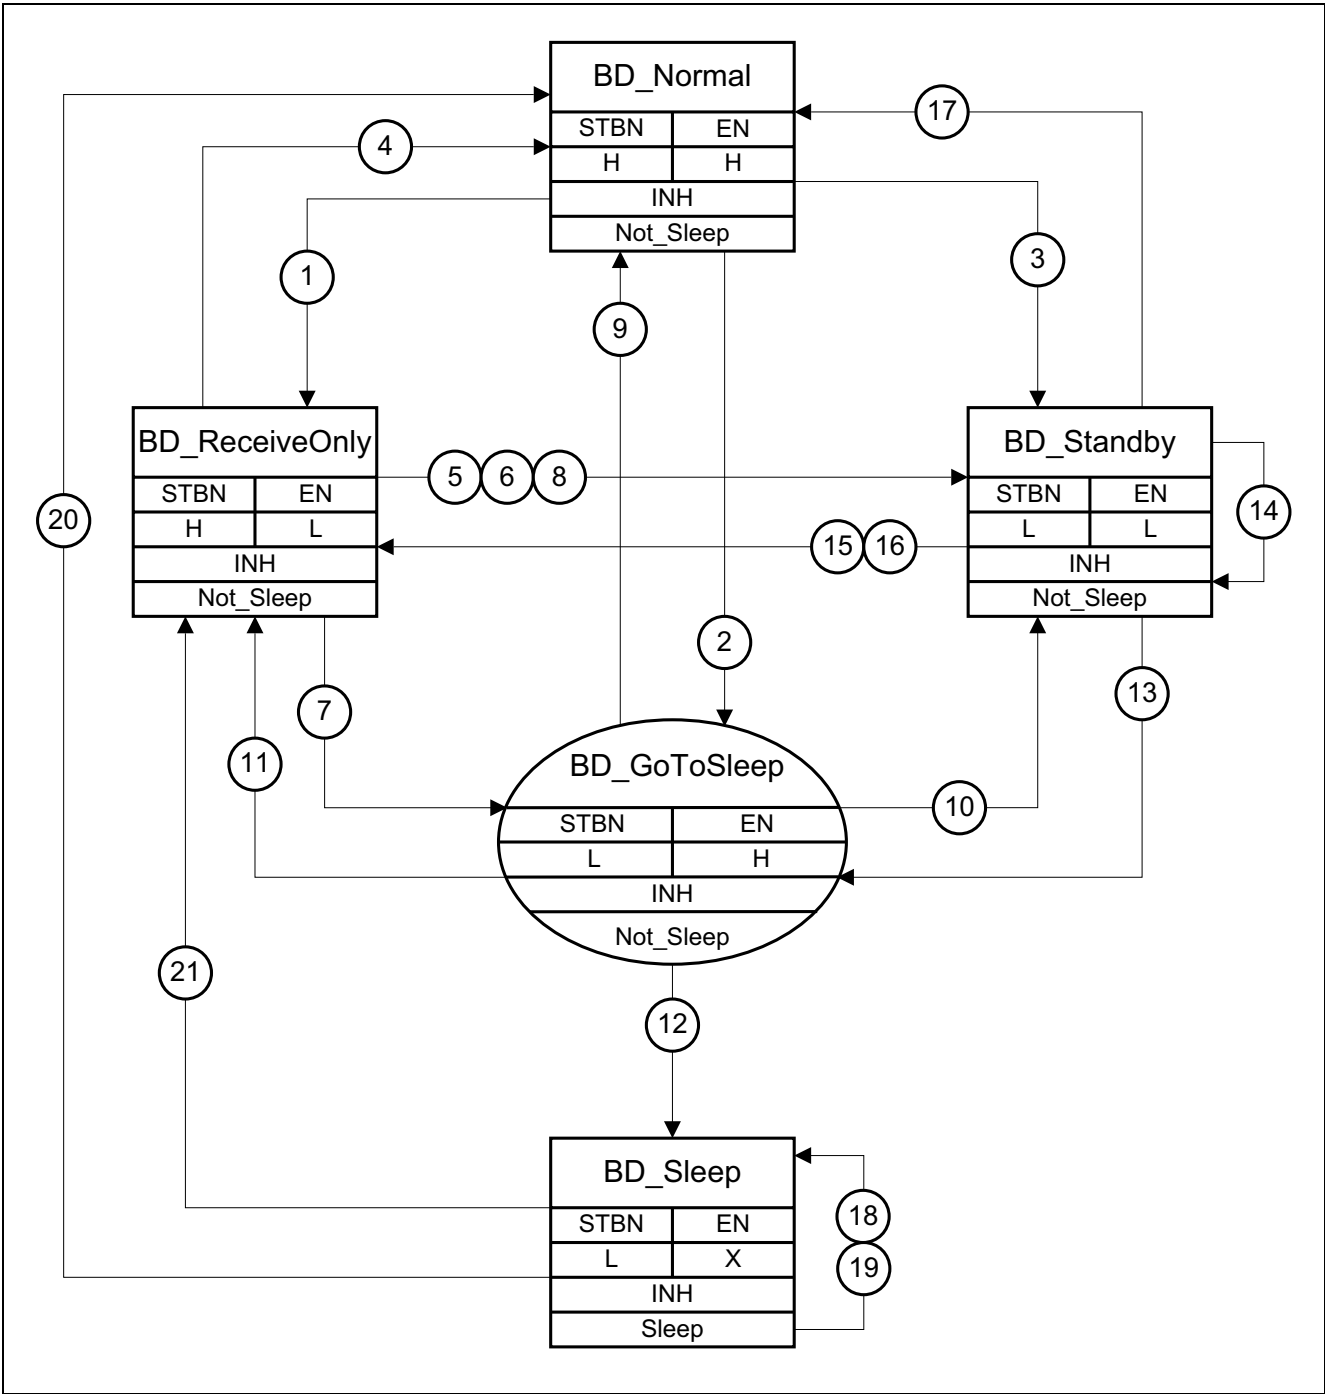 BD_Normal
STBN EN
H H
INH
Not_Sleep
17
4
3
1
9
BD_ReceiveOnly
STBN EN
H L
INH
Not_Sleep
5 6 8
15 16
BD_Standby
STBN EN
L L
INH
Not_Sleep
14
20
2
7
13
11
BD_GoToSleep
STBN EN
L H
INH
Not_Sleep
10
21
12
BD_Sleep
STBN EN
L X
INH
Sleep
18
19